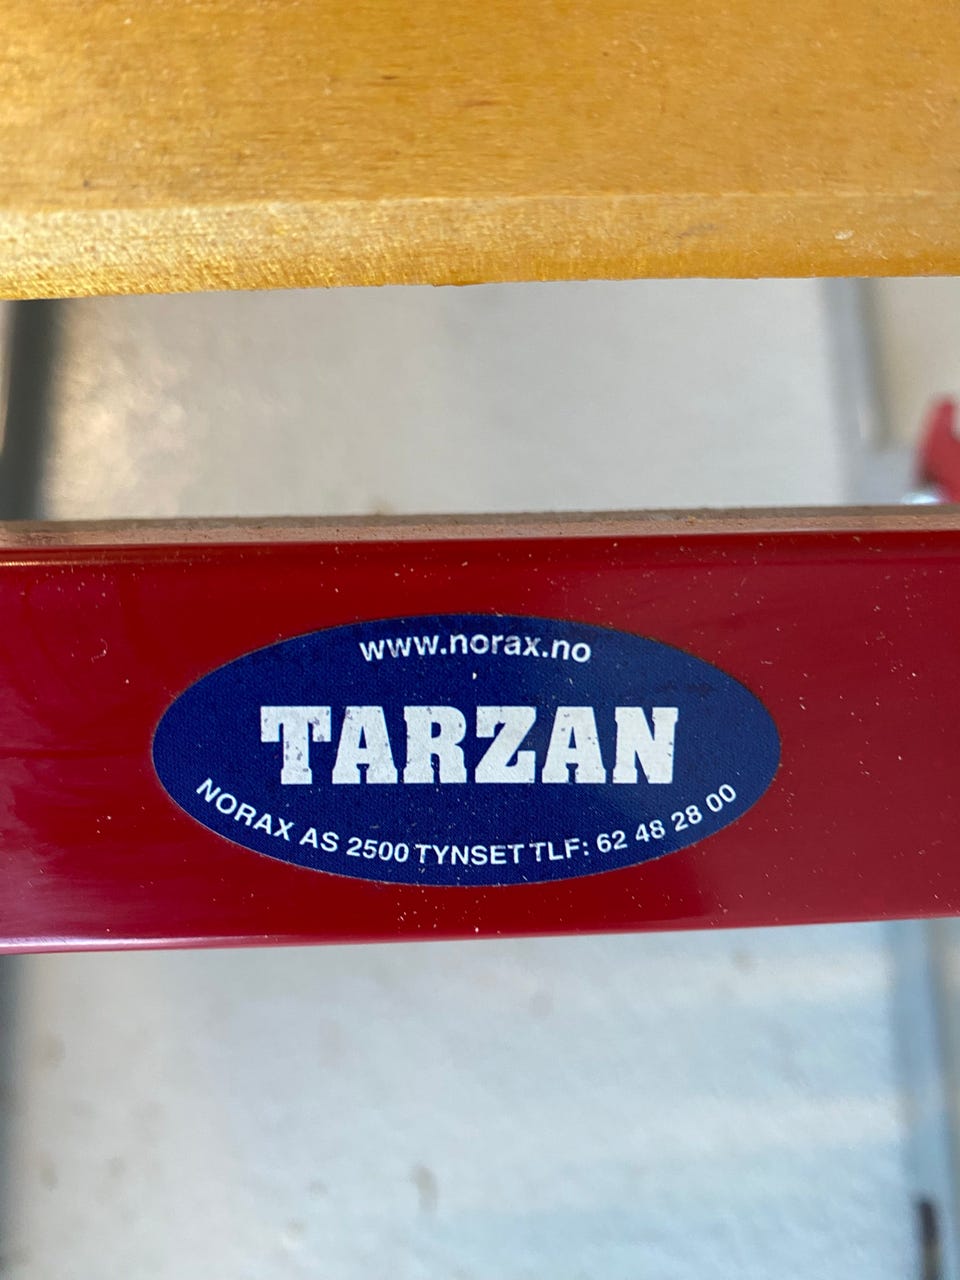 www.norax.no
TARZAN
NORAX AS 2500 TYNSET TLF: 62 48 28 00